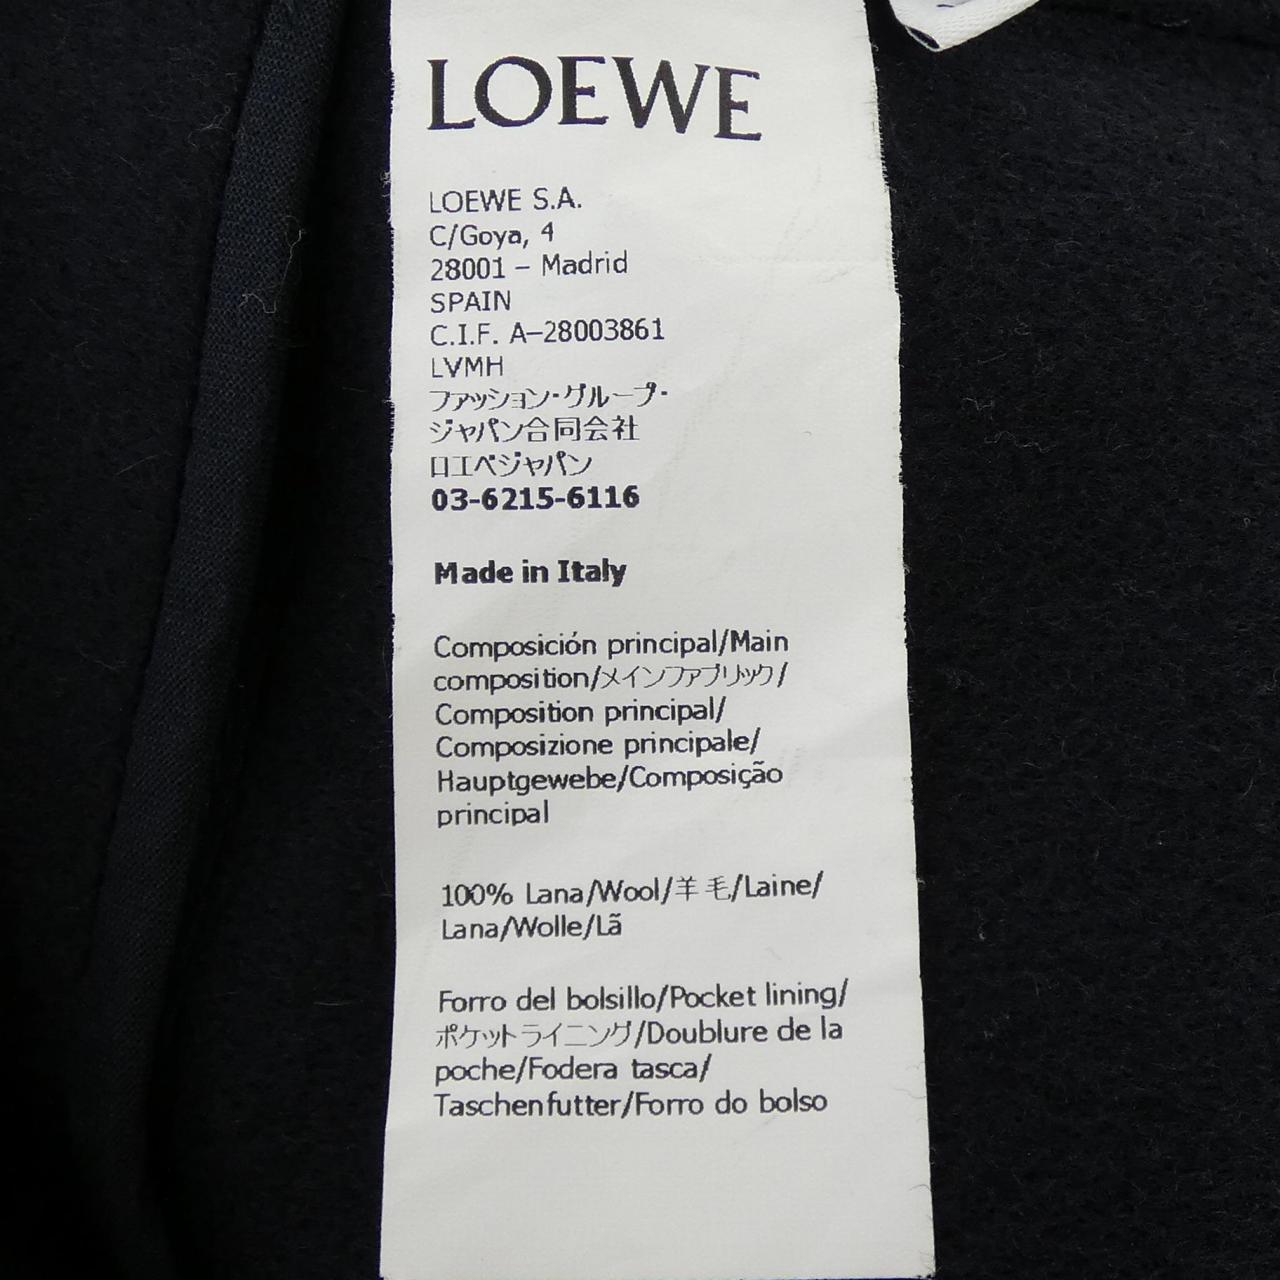 LOEWE
LOEWE S.A.
C/Goya, 4
28001 – Madrid
SPAIN
C.I.F. A–28003861
LVMH
ファッション・グループ・
ジャパン合同会社
ロエベジャパン
03-6215-6116
Made in Italy
Composición principal/Main
composition/メインファブリック/
Composition principal/
Composizione principale/
Hauptgewebe/Composição
principal
100% Lana/Wool/羊毛/Laine/
Lana/Wolle/Lã
Forro del bolsillo/Pocket lining/
ポケットライニング/Doublure de la
poche/Fodera tasca/
Taschenfutter/Forro do bolso